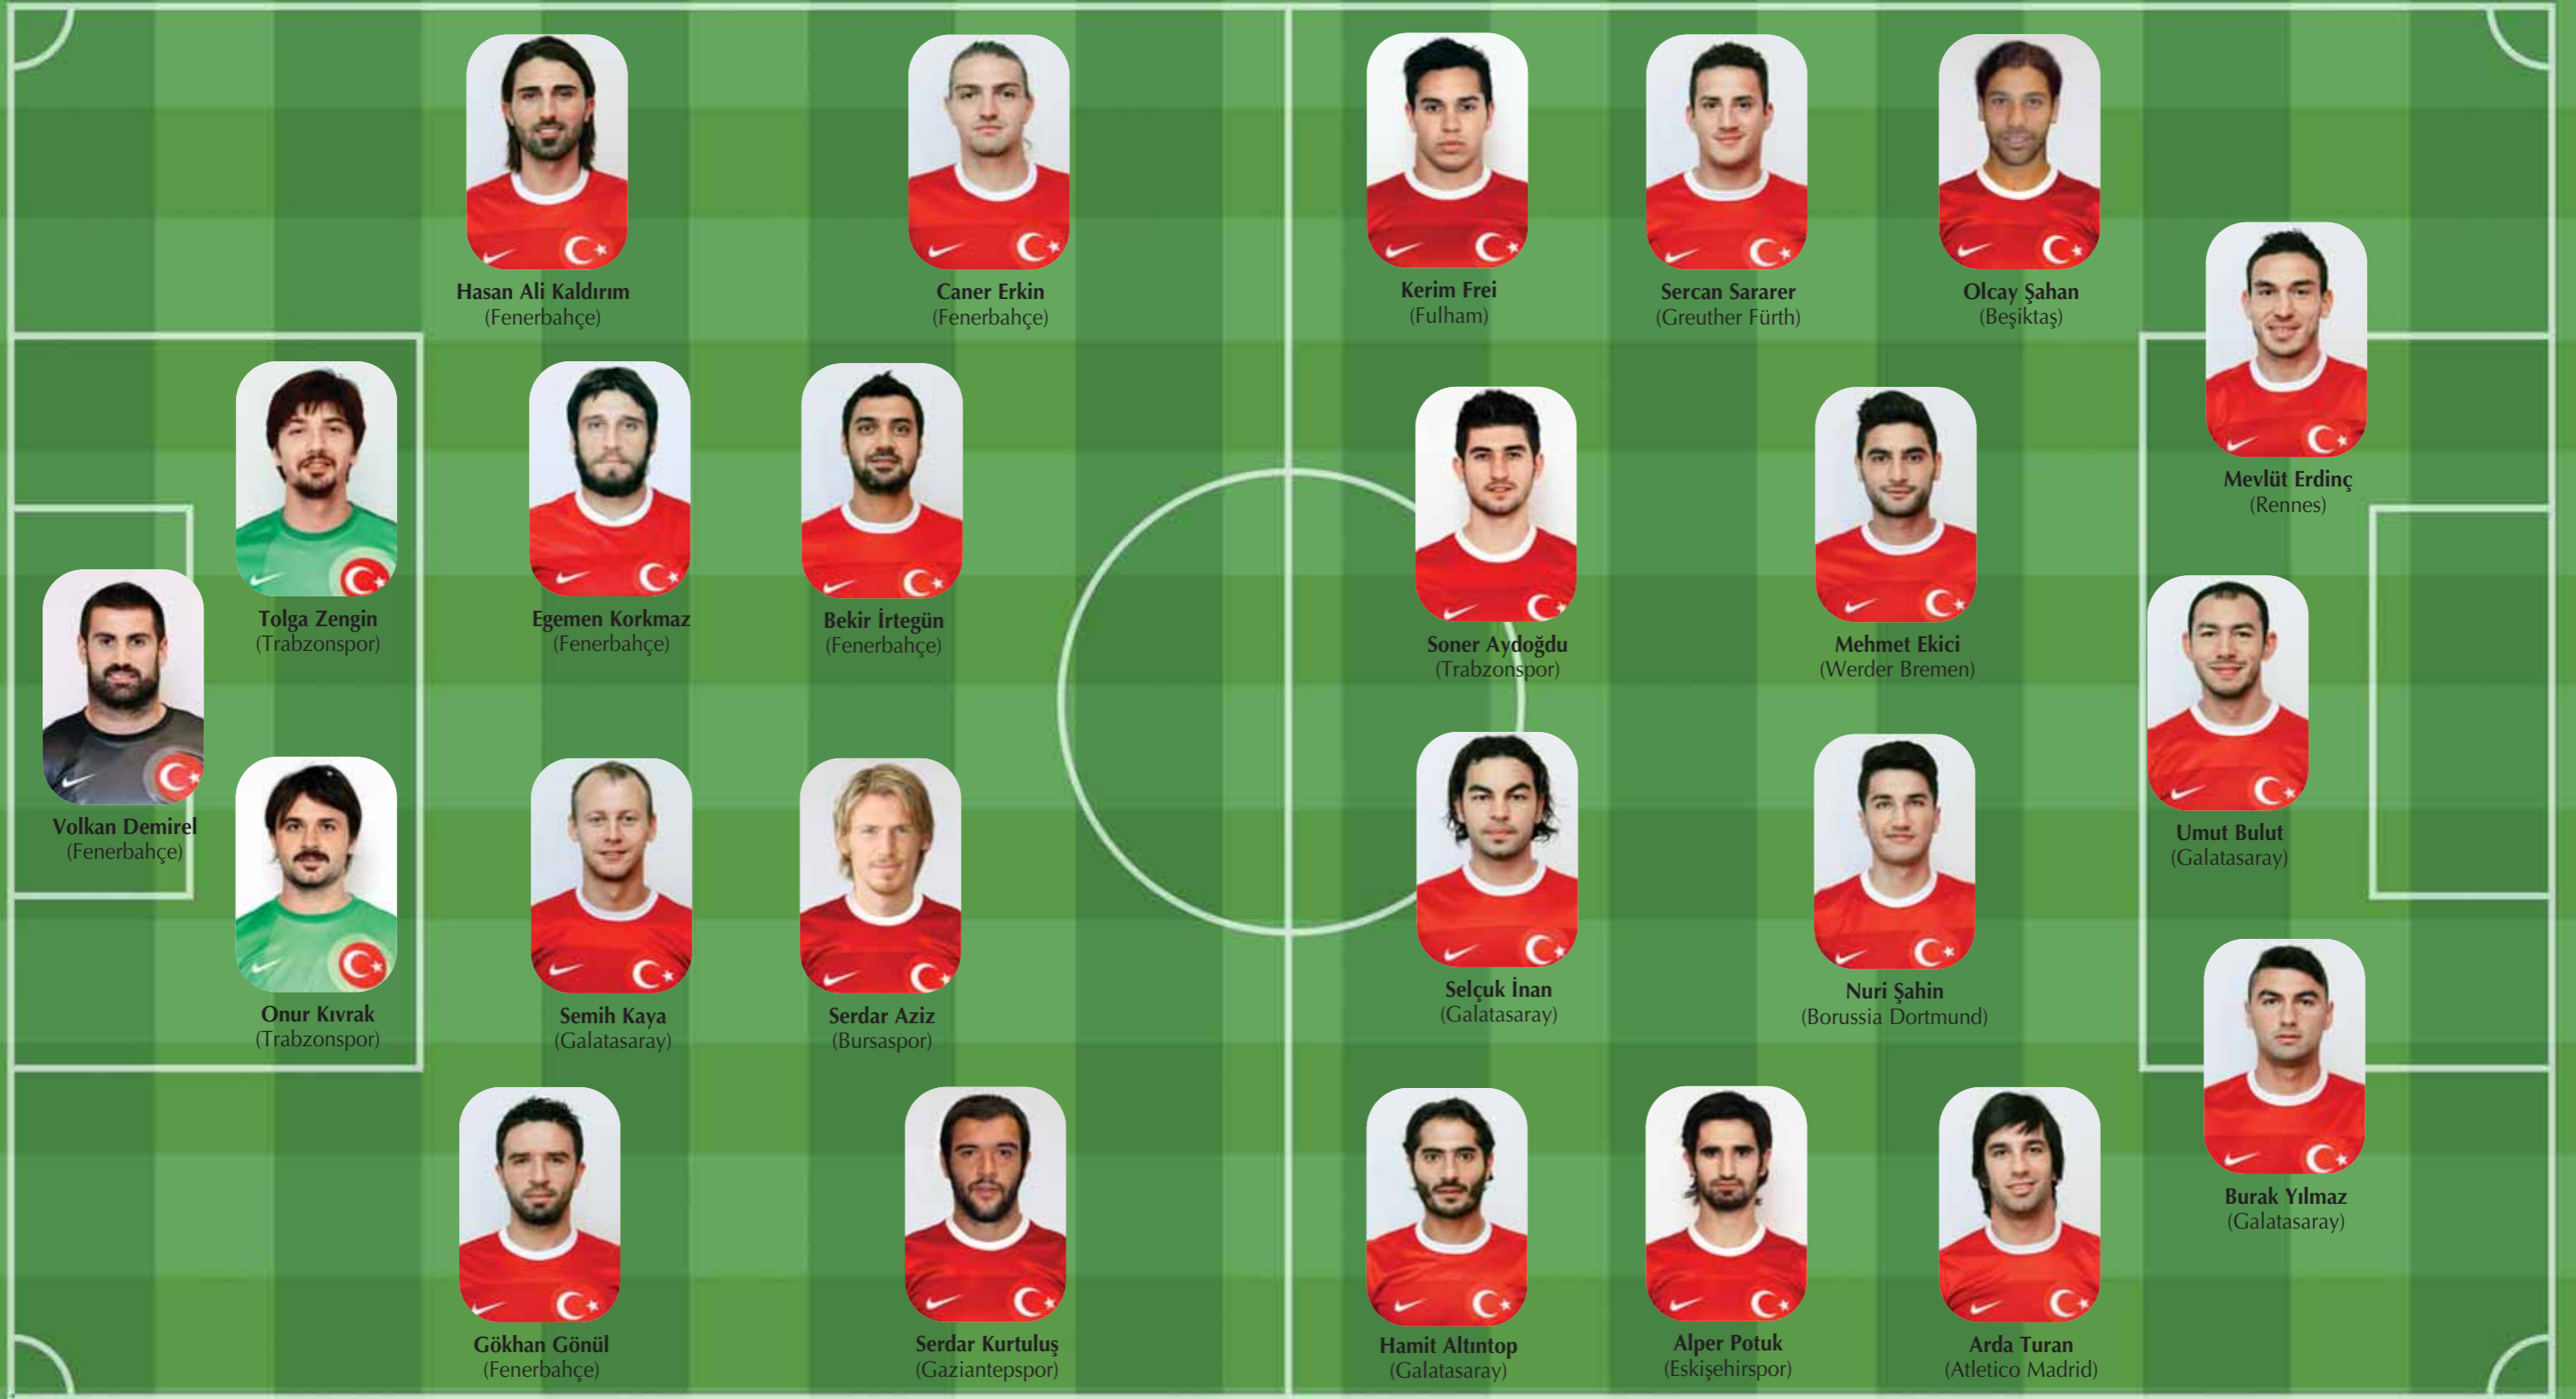 Hasan Ali Kaldırım
(Fenerbahçe)
Caner Erkin
(Fenerbahçe)
Kerim Frei
(Fulham)
Sercan Sararer
(Greuther Fürth)
Olcay Şahan
(Beşiktaş)
Mevlüt Erdinç
(Rennes)
Tolga Zengin
(Trabzonspor)
Egemen Korkmaz
(Fenerbahçe)
Bekir İrtegün
(Fenerbahçe)
Soner Aydoğdu
(Trabzonspor)
Mehmet Ekici
(Werder Bremen)
Volkan Demirel
(Fenerbahçe)
Umut Bulut
(Galatasaray)
Onur Kıvrak
(Trabzonspor)
Semih Kaya
(Galatasaray)
Serdar Aziz
(Bursaspor)
Selçuk İnan
(Galatasaray)
Nuri Şahin
(Borussia Dortmund)
Burak Yılmaz
(Galatasaray)
Gökhan Gönül
(Fenerbahçe)
Serdar Kurtuluş
(Gaziantepspor)
Hamit Altıntop
(Galatasaray)
Alper Potuk
(Eskişehirspor)
Arda Turan
(Atletico Madrid)